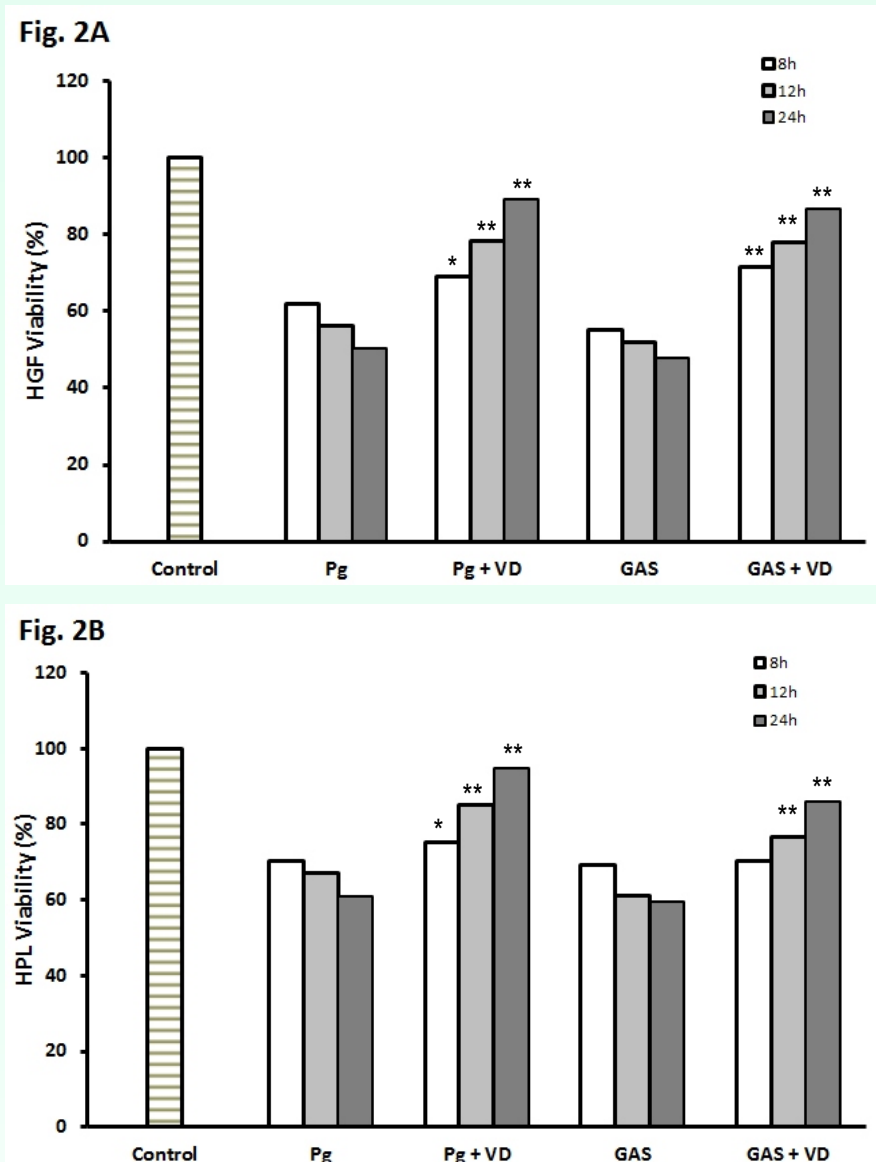 Fig. 2A
8h
12h
24h
120
100
80
60
40
20
0
HGF Viability (%)
* ** ** ** ** **
Control Pg Pg + VD GAS GAS + VD
Fig. 2B
8h
12h
24h
120
100
80
60
40
20
0
HPL Viability (%)
* ** ** ** **
Control Pg Pg + VD GAS GAS + VD